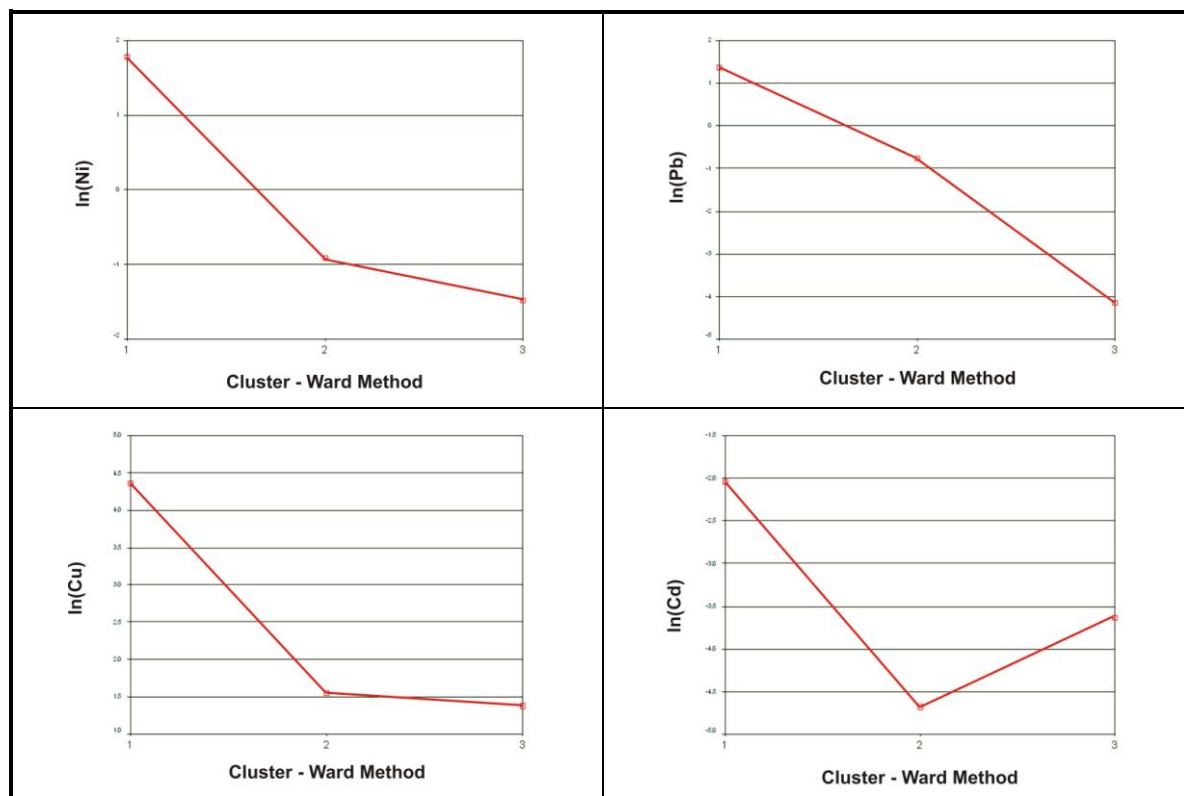 2
1
0
-1
-2
ln(Ni)
1 2 3
Cluster - Ward Method
2
1
0
-1
-2
-3
-4
-5
ln(Pb)
1 2 3
Cluster - Ward Method
5.0
4.5
4.0
3.5
3.0
2.5
2.0
1.5
1.0
ln(Cu)
1 2 3
Cluster - Ward Method
-1.5
-2.0
-2.5
-3.0
-3.5
-4.0
-4.5
-5.0
ln(Cd)
1 2 3
Cluster - Ward Method